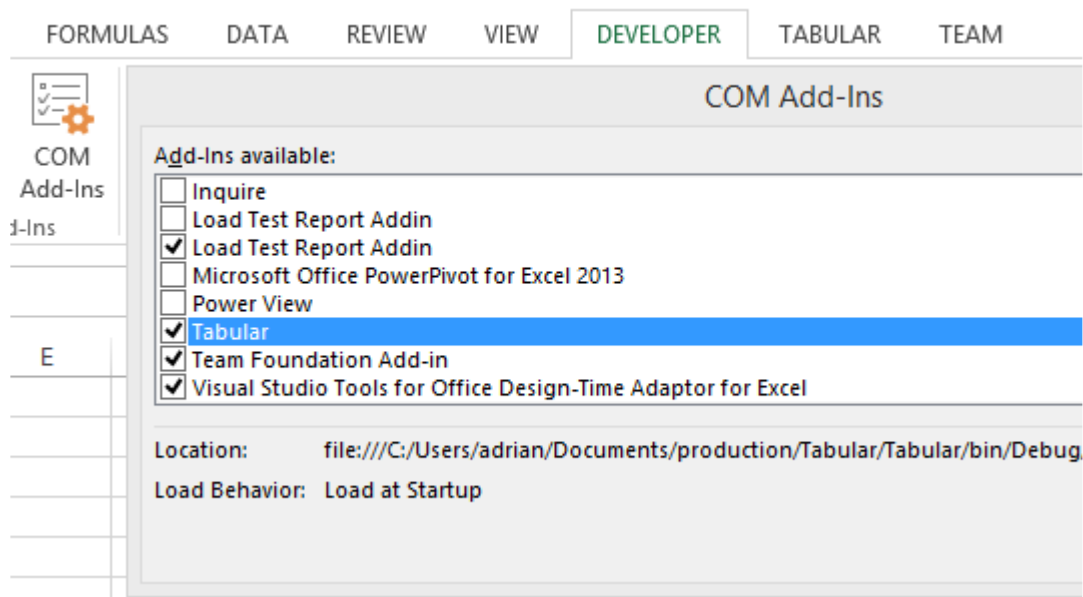 FORMULAS DATA REVIEW VIEW DEVELOPER TABULAR TEAM
COM Add-Ins
COM
Add-Ins
d-Ins
Add-Ins available:
Inquire
Load Test Report Addin
Load Test Report Addin
Microsoft Office PowerPivot for Excel 2013
Power View
Tabular
Team Foundation Add-in
Visual Studio Tools for Office Design-Time Adaptor for Excel
E
Location: file:///C:/Users/adrian/Documents/production/Tabular/Tabular/bin/Debug/
Load Behavior: Load at Startup